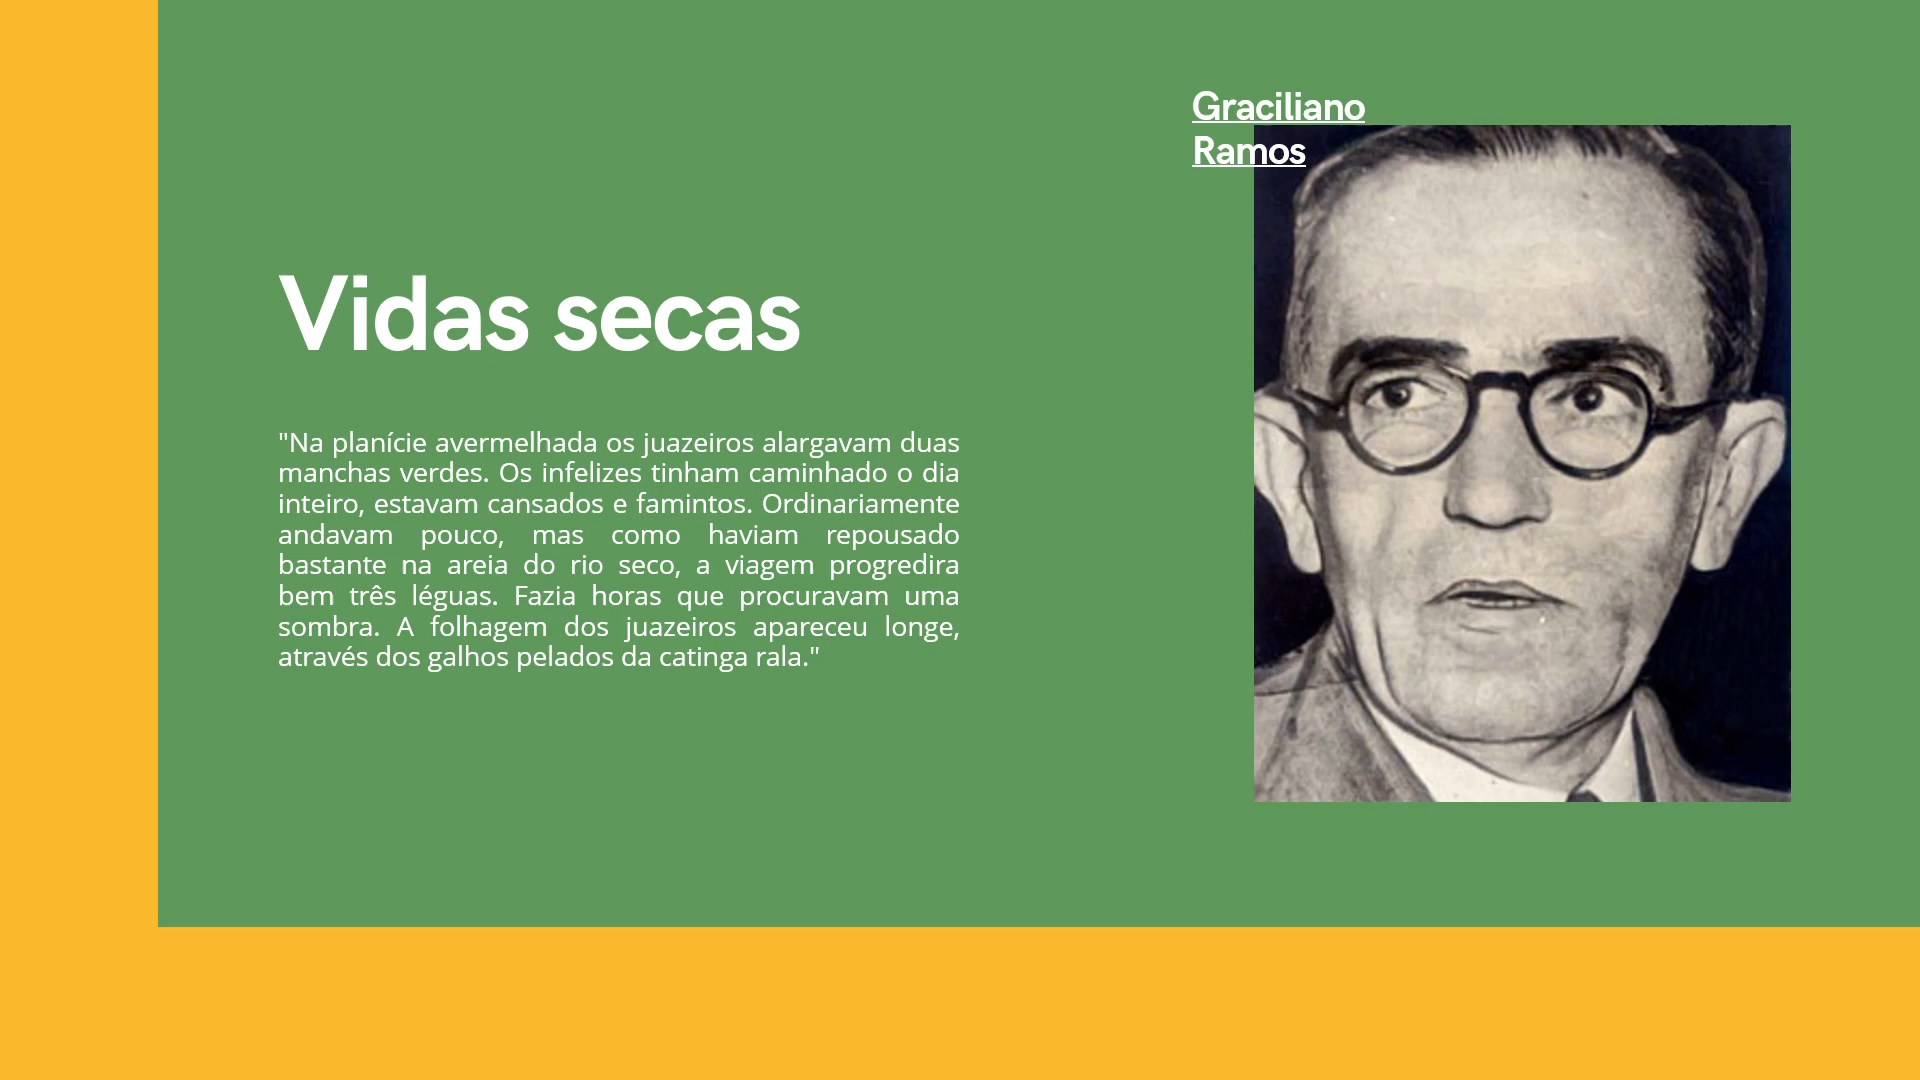 Graciliano
Ramos
Vidas secas
"Na planície avermelhada os juazeiros alargavam duas
manchas verdes. Os infelizes tinham caminhado o dia
inteiro, estavam cansados e famintos. Ordinariamente
andavam pouco, mas como haviam repousado
bastante na areia do rio seco, a viagem progredira
bem três léguas. Fazia horas que procuravam uma
sombra. A folhagem dos juazeiros apareceu longe,
através dos galhos pelados da catinga rala."